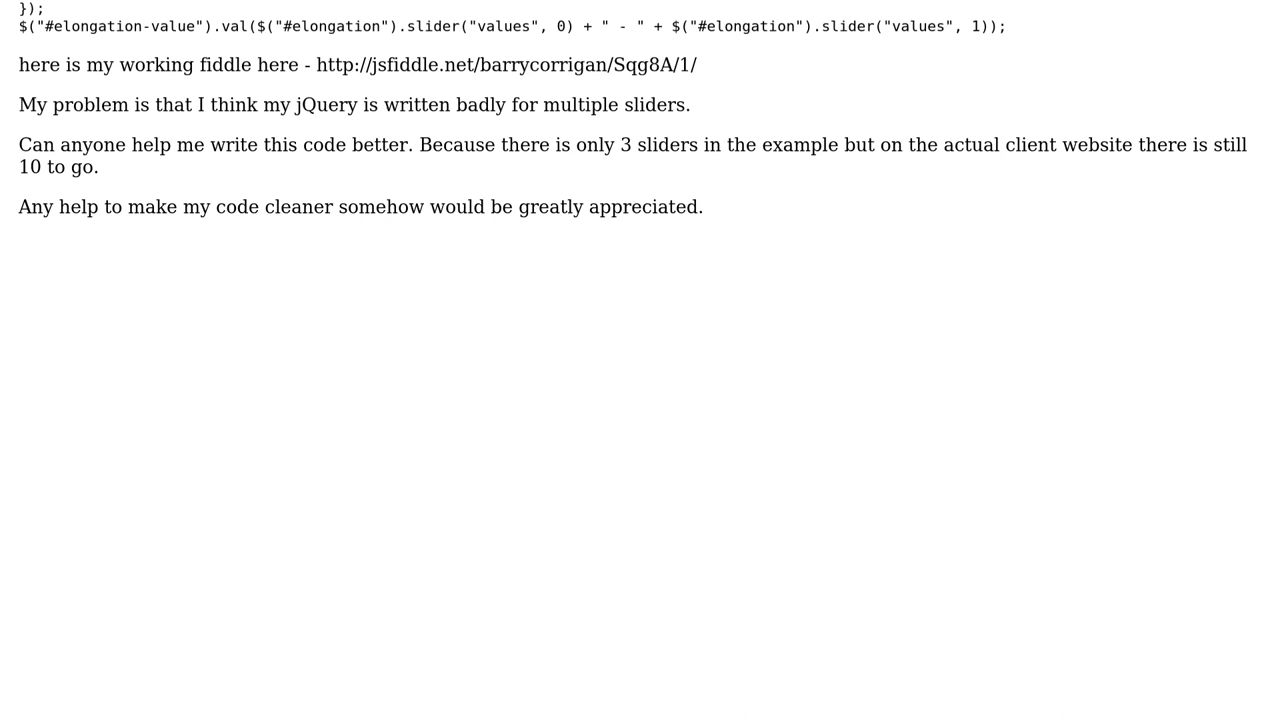 });
$("#elongation-value").val($("#elongation").slider("values", 0) + " - " + $("#elongation").slider("values", 1));
here is my working fiddle here - http://jsfiddle.net/barrycorrigan/Sqg8A/1/
My problem is that I think my jQuery is written badly for multiple sliders.
Can anyone help me write this code better. Because there is only 3 sliders in the example but on the actual client website there is still
10 to go.
Any help to make my code cleaner somehow would be greatly appreciated.